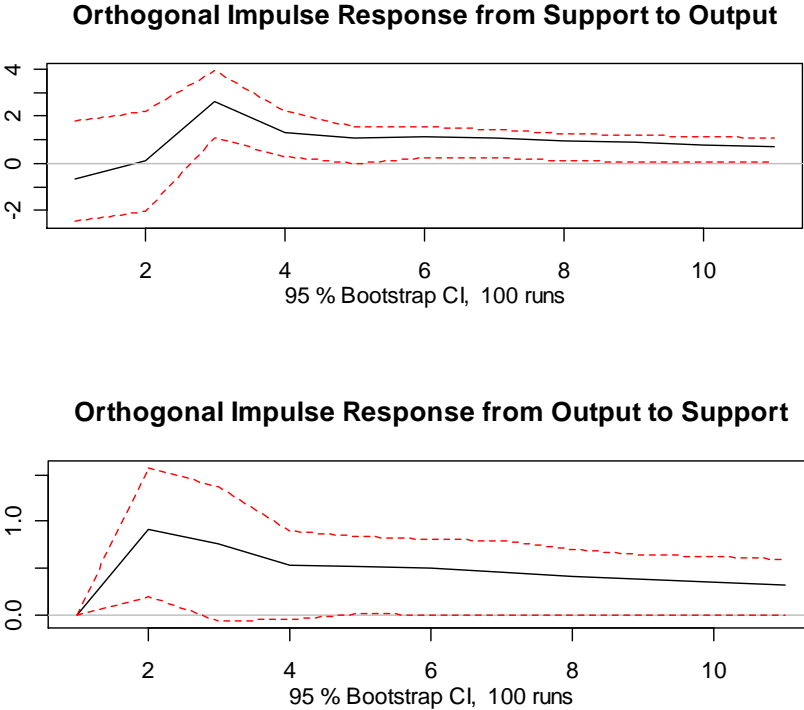 Orthogonal Impulse Response from Support to Output
4
2
0
-2
2 4 6 8 10
95 % Bootstrap CI, 100 runs
Orthogonal Impulse Response from Output to Support
1.0
0.0
2 4 6 8 10
95 % Bootstrap CI, 100 runs